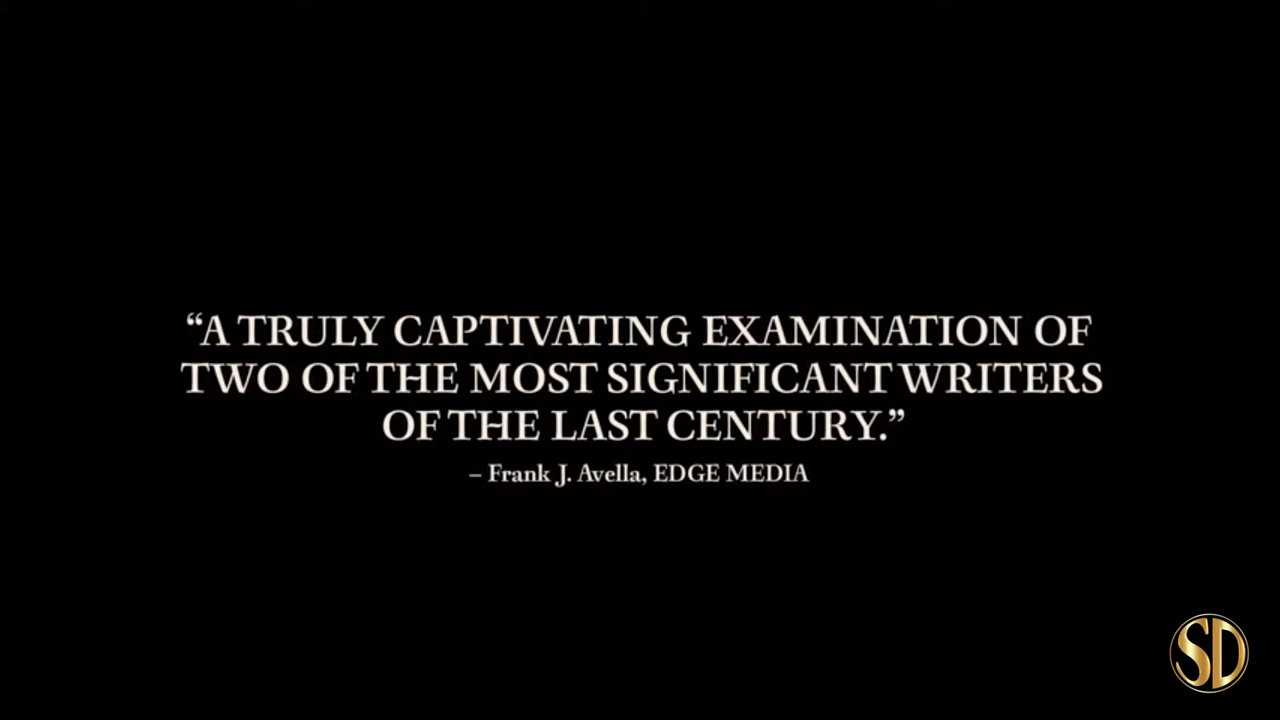 “A TRULY CAPTIVATING EXAMINATION OF
TWO OF THE MOST SIGNIFICANT WRITERS
OF THE LAST CENTURY.”
– Frank J. Avella, EDGE MEDIA
SD